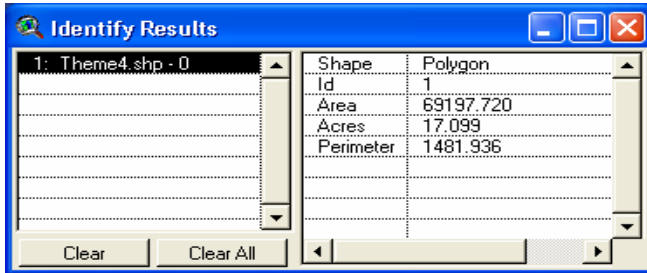 Identify Results
1: Theme4.shp - 0
Shape Polygon
Id 1
Area 69197.720
Acres 17.099
Perimeter 1481.936
Clear Clear All